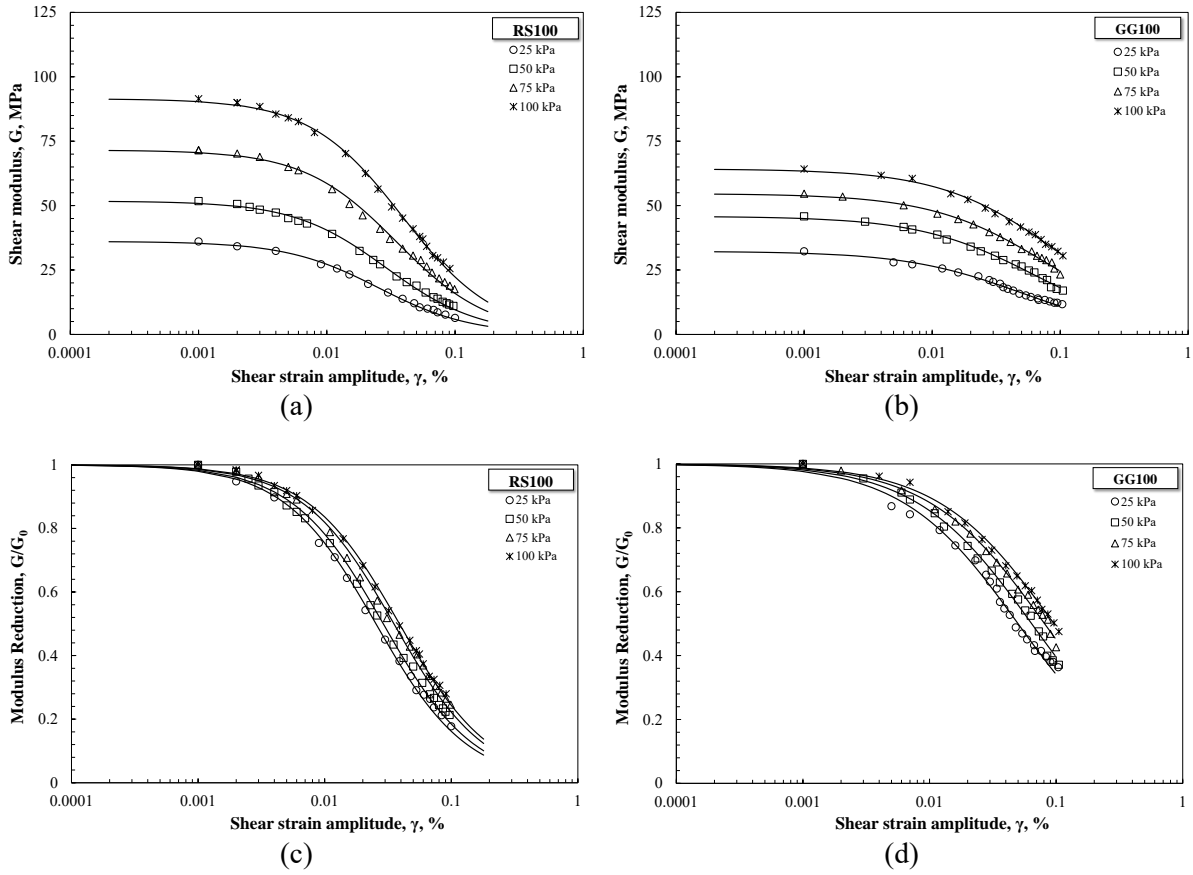 125
100
75
50
25
0
0.0001
0.001
0.01
0.1
1
Shear modulus, G, MPa
Shear strain amplitude, γ, %
RS100
25 kPa
50 kPa
75 kPa
100 kPa
(a)
125
100
75
50
25
0
0.0001
0.001
0.01
0.1
1
Shear modulus, G, MPa
Shear strain amplitude, γ, %
GG100
25 kPa
50 kPa
75 kPa
100 kPa
(b)
1
0.8
0.6
0.4
0.2
0
0.0001
0.001
0.01
0.1
1
Modulus Reduction, G/G₀
Shear strain amplitude, γ, %
RS100
25 kPa
50 kPa
75 kPa
100 kPa
(c)
1
0.8
0.6
0.4
0.2
0
0.0001
0.001
0.01
0.1
1
Modulus Reduction, G/G₀
Shear strain amplitude, γ, %
GG100
25 kPa
50 kPa
75 kPa
100 kPa
(d)